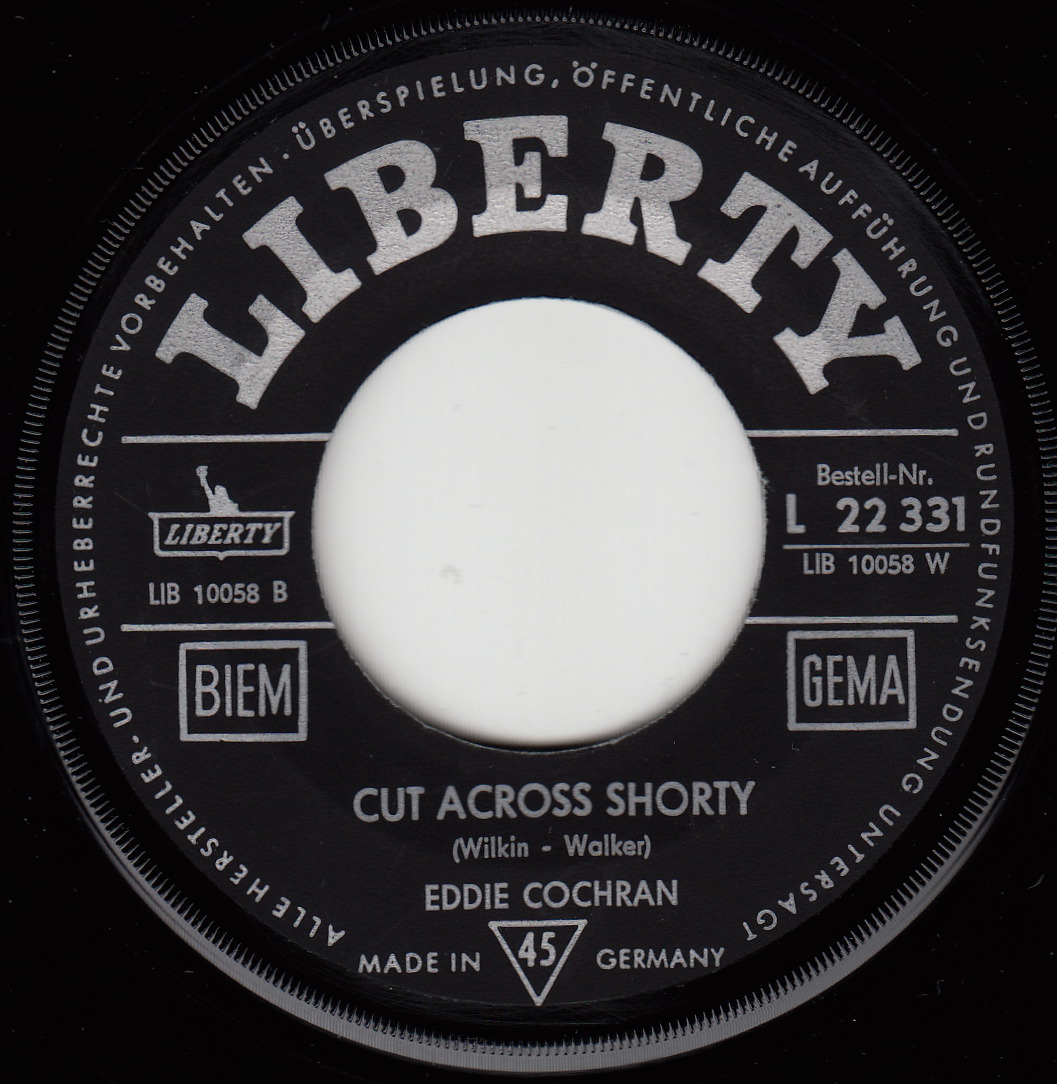 ALLE HERSTELLER- UND URHEBERRECHTE VORBEHALTEN . ÜBERSPIELUNG, ÖFFENTLICHE AUFFÜHRUNG UND RUNDFUNKSENDUNG UNTERSAGT
LIBERTY
LIBERTY
LIB 10058 B
Bestell-Nr.
L 22 331
LIB 10058 W
BIEM
GEMA
CUT ACROSS SHORTY
(Wilkin - Walker)
EDDIE COCHRAN
MADE IN 45 GERMANY